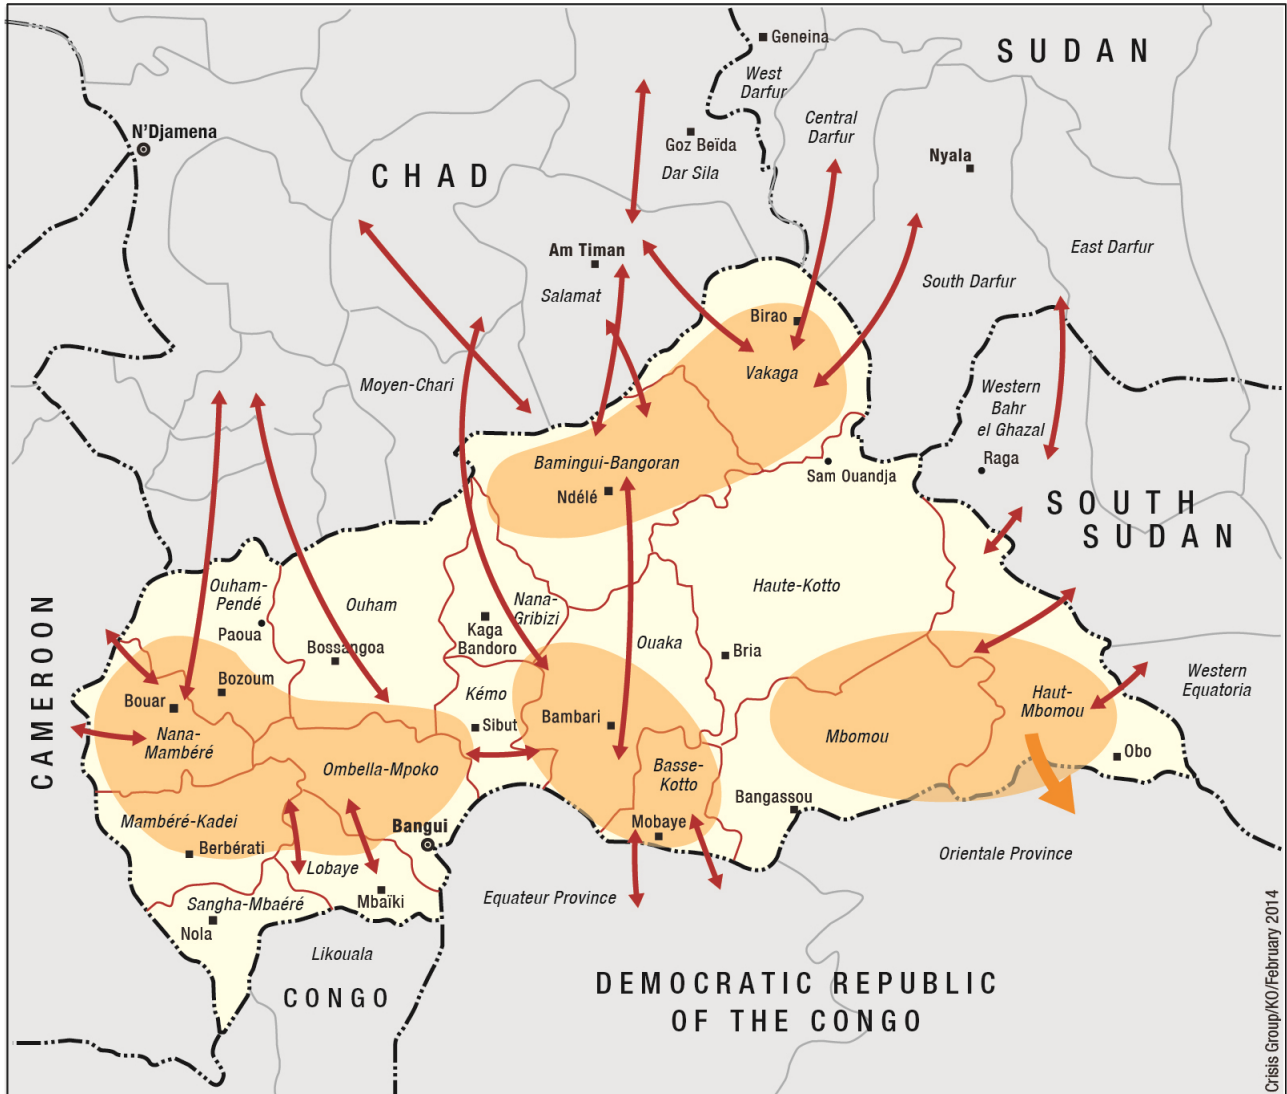 Geneina
SUDAN
West
Darfur
Central
Darfur
N'Djamena
Goz Beïda
Nyala
CHAD
Dar Sila
Am Timan
East Darfur
Salamat
South Darfur
Birao
Vakaga
Moyen-Chari
Western
Bahr
el Ghazal
Raga
Bamingui-Bangoran
Sam Ouandja
Ndélé
SOUTH
SUDAN
Ouham-
Pendé
Ouham
Nana-
Gribizi
Haute-Kotto
CAMEROON
Paoua
Kaga
Bandoro
Bossangoa
Ouaka
Bria
Western
Equatoria
Bozoum
Kémo
Haut-
Mbomou
Bouar
Sibut
Bambari
Nana-
Mambéré
Mbomou
Obo
Ombella-Mpoko
Basse-
Kotto
Bangassou
Mambéré-Kadei
Bangui
Mobaye
Berbérati
Orientale Province
Lobaye
Mbaïki
Equateur Province
Sangha-Mbaéré
Nola
Likouala
CONGO
DEMOCRATIC REPUBLIC
OF THE CONGO
Crisis Group/KO/February 2014